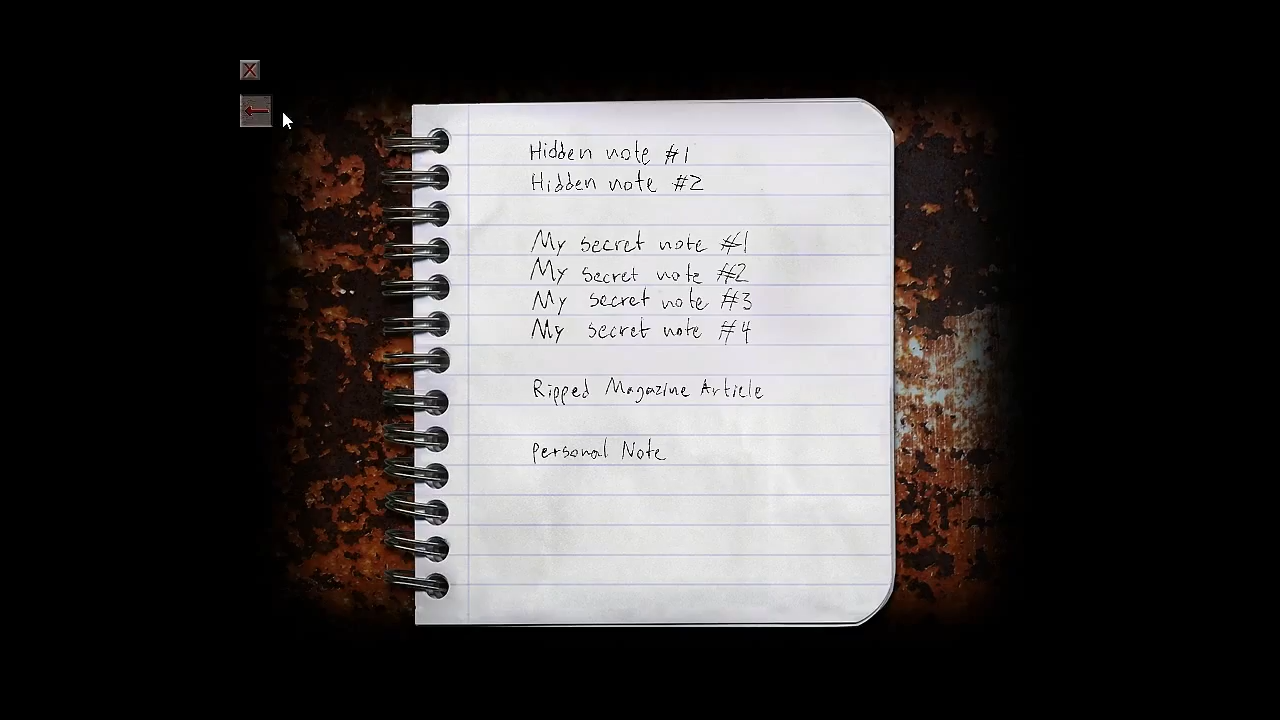 Hidden note #1
Hidden note #2
My secret note #1
My secret note #2
My secret note #3
My secret note #4
Ripped Magazine Article
personal Note